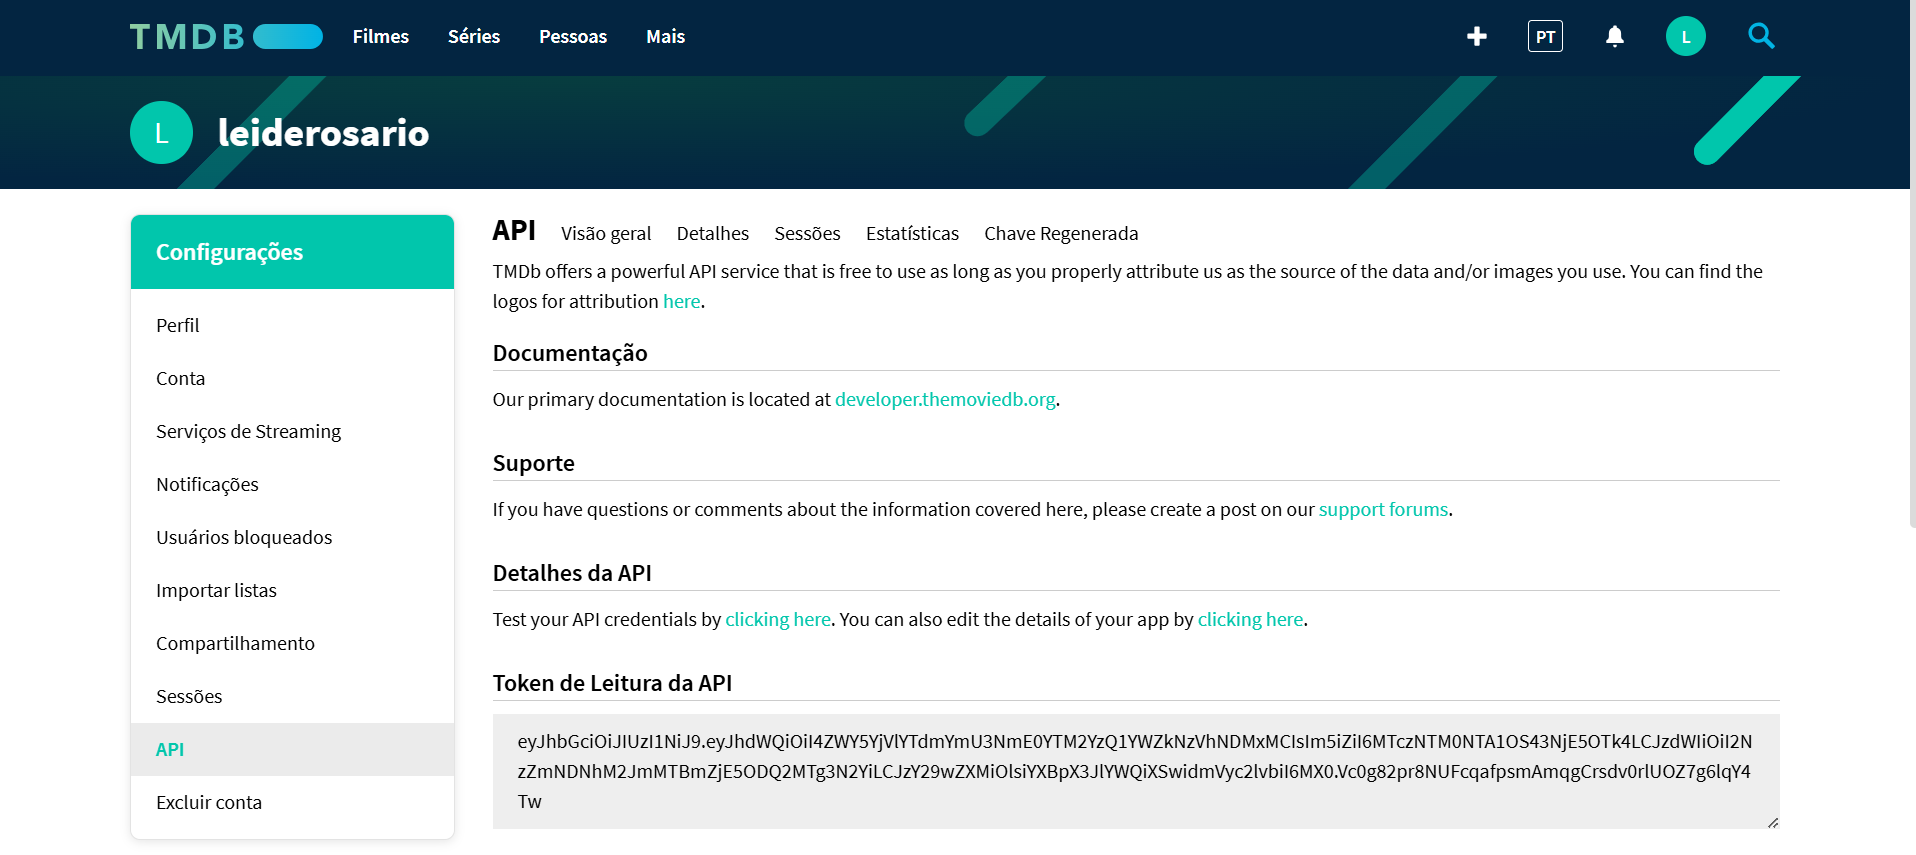 TMDB Filmes Séries Pessoas Mais PT L
L leiderosario
Configurações
Perfil
Conta
Serviços de Streaming
Notificações
Usuários bloqueados
Importar listas
Compartilhamento
Sessões
API
Excluir conta
API Visão geral Detalhes Sessões Estatísticas Chave Regenerada
TMDb offers a powerful API service that is free to use as long as you properly attribute us as the source of the data and/or images you use. You can find the
logos for attribution here.
Documentação
Our primary documentation is located at developer.themoviedb.org.
Suporte
If you have questions or comments about the information covered here, please create a post on our support forums.
Detalhes da API
Test your API credentials by clicking here. You can also edit the details of your app by clicking here.
Token de Leitura da API
eyJhbGciOiJIUzI1NiJ9.eyJhdWQiOiI4ZWY5YjVlYTdmYmU3NmE0YTM2YzQ1YWZkNzVhNDMxMCIsIm5iZiI6MTczNTM0NTA1OS43NjE5OTk4LCJzdWIiOiI2N
zZmNDNhM2JmMTBmZjE5ODQ2MTg3N2YiLCJzY29wZXMiOlsiYXBpX3JlYWQiXSwidmVyc2lvbiI6MX0.Vc0g82pr8NUFcqafpsmAmqgCrsdv0rlUOZ7g6lqY4
Tw